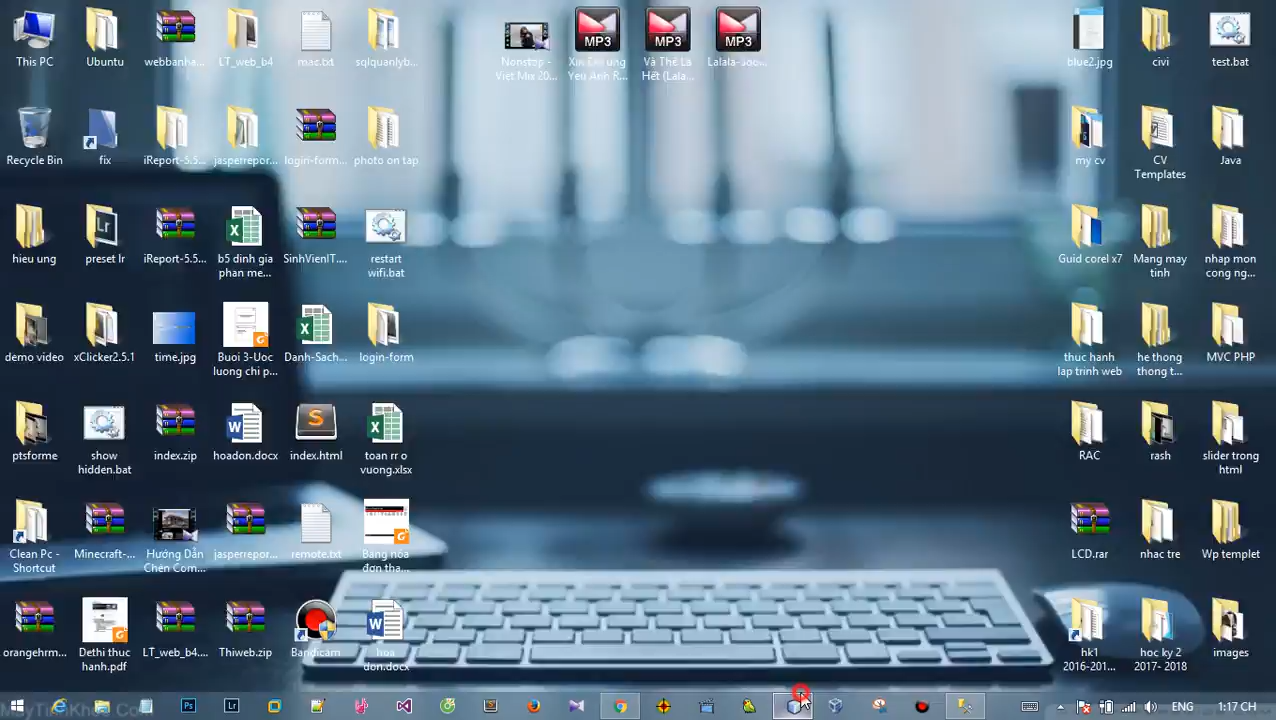 This PC
Ubuntu
webbanhe...
LT_web_b4
mac.txt
sqlquanlyb...
Nonstop -
Viet Mix 20...
MP3
Yeu Anh R...
MP3
Và Thế Là
Hết (Lala...
MP3
Lalala-Soo...
blue2.jpg
civi
test.bat
Recycle Bin
fix
iReport-5.5...
jasperrepor...
login-form...
photo on tap
my cv
CV
Templates
Java
hieu ung
preset lr
iReport-5.5...
b5 dinh gia
phan me...
SinhVienIT....
restart
wifi.bat
Guid corel x7
Mang may
tinh
nhap mon
cong ng...
demo video
xClicker2.5.1
time.jpg
Buoi 3-Uoc
luong chi p...
Danh-Sach...
login-form
thuc hanh
lap trinh web
he thong
thong t...
MVC PHP
ptsforme
show
hidden.bat
index.zip
hoadon.docx
index.html
toan rr o
vuong.xlsx
RAC
rash
slider trong
html
Clean Pc -
Shortcut
Minecraft-...
Hướng Dẫn
Chèn Com...
jasperrepor...
remote.txt
Bảng hóa
đơn tha...
LCD.rar
nhac tre
Wp templet
orangehrm...
Dethi thuc
hanh.pdf
LT_web_b4....
Thiweb.zip
Bandicam
hoa
don.docx
hk1
2016-201...
hoc ky 2
2017- 2018
images
MayTinhKhoe.Com
ENG
1:17 CH